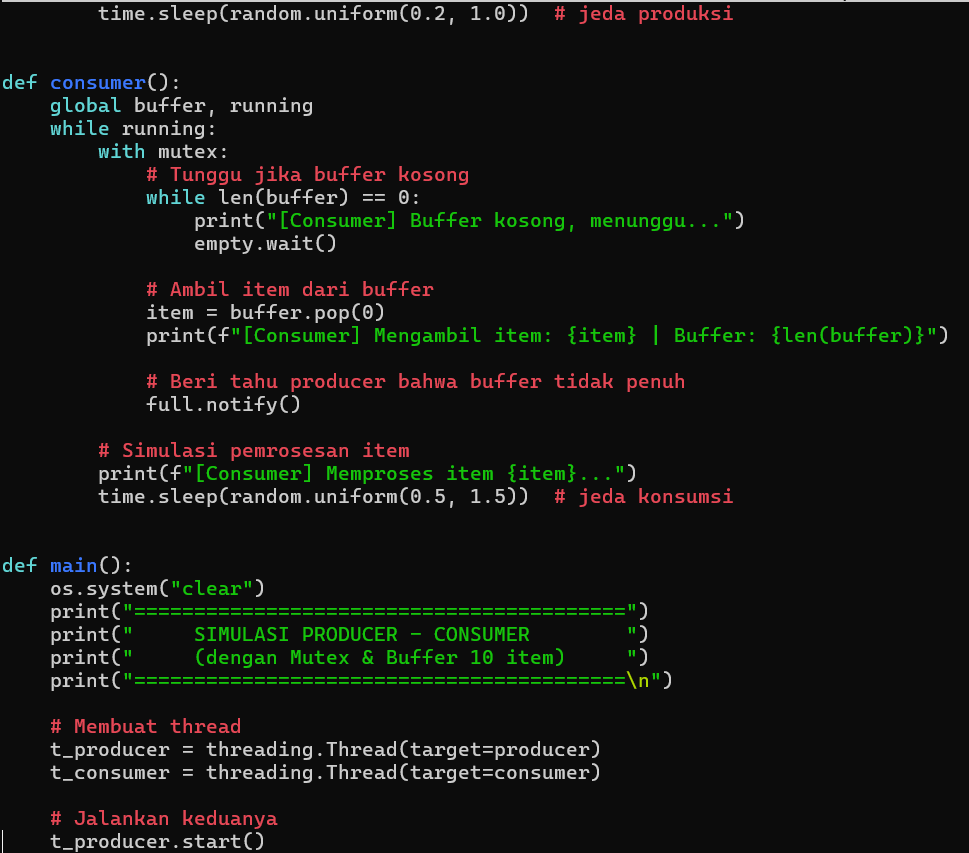 time.sleep(random.uniform(0.2, 1.0))  # jeda produksi
def consumer():
    global buffer, running
    while running:
        with mutex:
            # Tunggu jika buffer kosong
            while len(buffer) == 0:
                print("[Consumer] Buffer kosong, menunggu...")
                empty.wait()
            # Ambil item dari buffer
            item = buffer.pop(0)
            print(f"[Consumer] Mengambil item: {item} | Buffer: {len(buffer)}")
            # Beri tahu producer bahwa buffer tidak penuh
            full.notify()
        # Simulasi pemrosesan item
        print(f"[Consumer] Memproses item {item}...")
        time.sleep(random.uniform(0.5, 1.5))  # jeda konsumsi
def main():
    os.system("clear")
    print("=========================================")
    print("     SIMULASI PRODUCER - CONSUMER        ")
    print("     (dengan Mutex & Buffer 10 item)     ")
    print("=========================================\n")
    # Membuat thread
    t_producer = threading.Thread(target=producer)
    t_consumer = threading.Thread(target=consumer)
    # Jalankan keduanya
    t_producer.start()